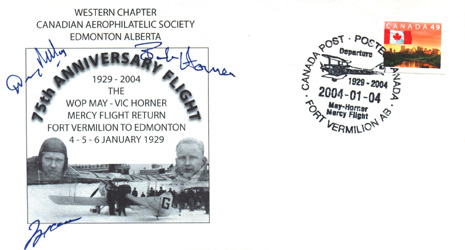 WESTERN CHAPTER
CANADIAN AEROPHILATELIC SOCIETY
EDMONTON ALBERTA
75th ANNIVERSARY FLIGHT
1929 - 2004
THE
WOP MAY - VIC HORNER
MERCY FLIGHT RETURN
FORT VERMILION TO EDMONTON
4 - 5 - 6 JANUARY 1929
G
CANADA 49
CANADA POST · POSTES CANADA
Departure
1929 - 2004
2004-01-04
May-Horner
Mercy Flight
FORT VERMILION AB
Bob Horner